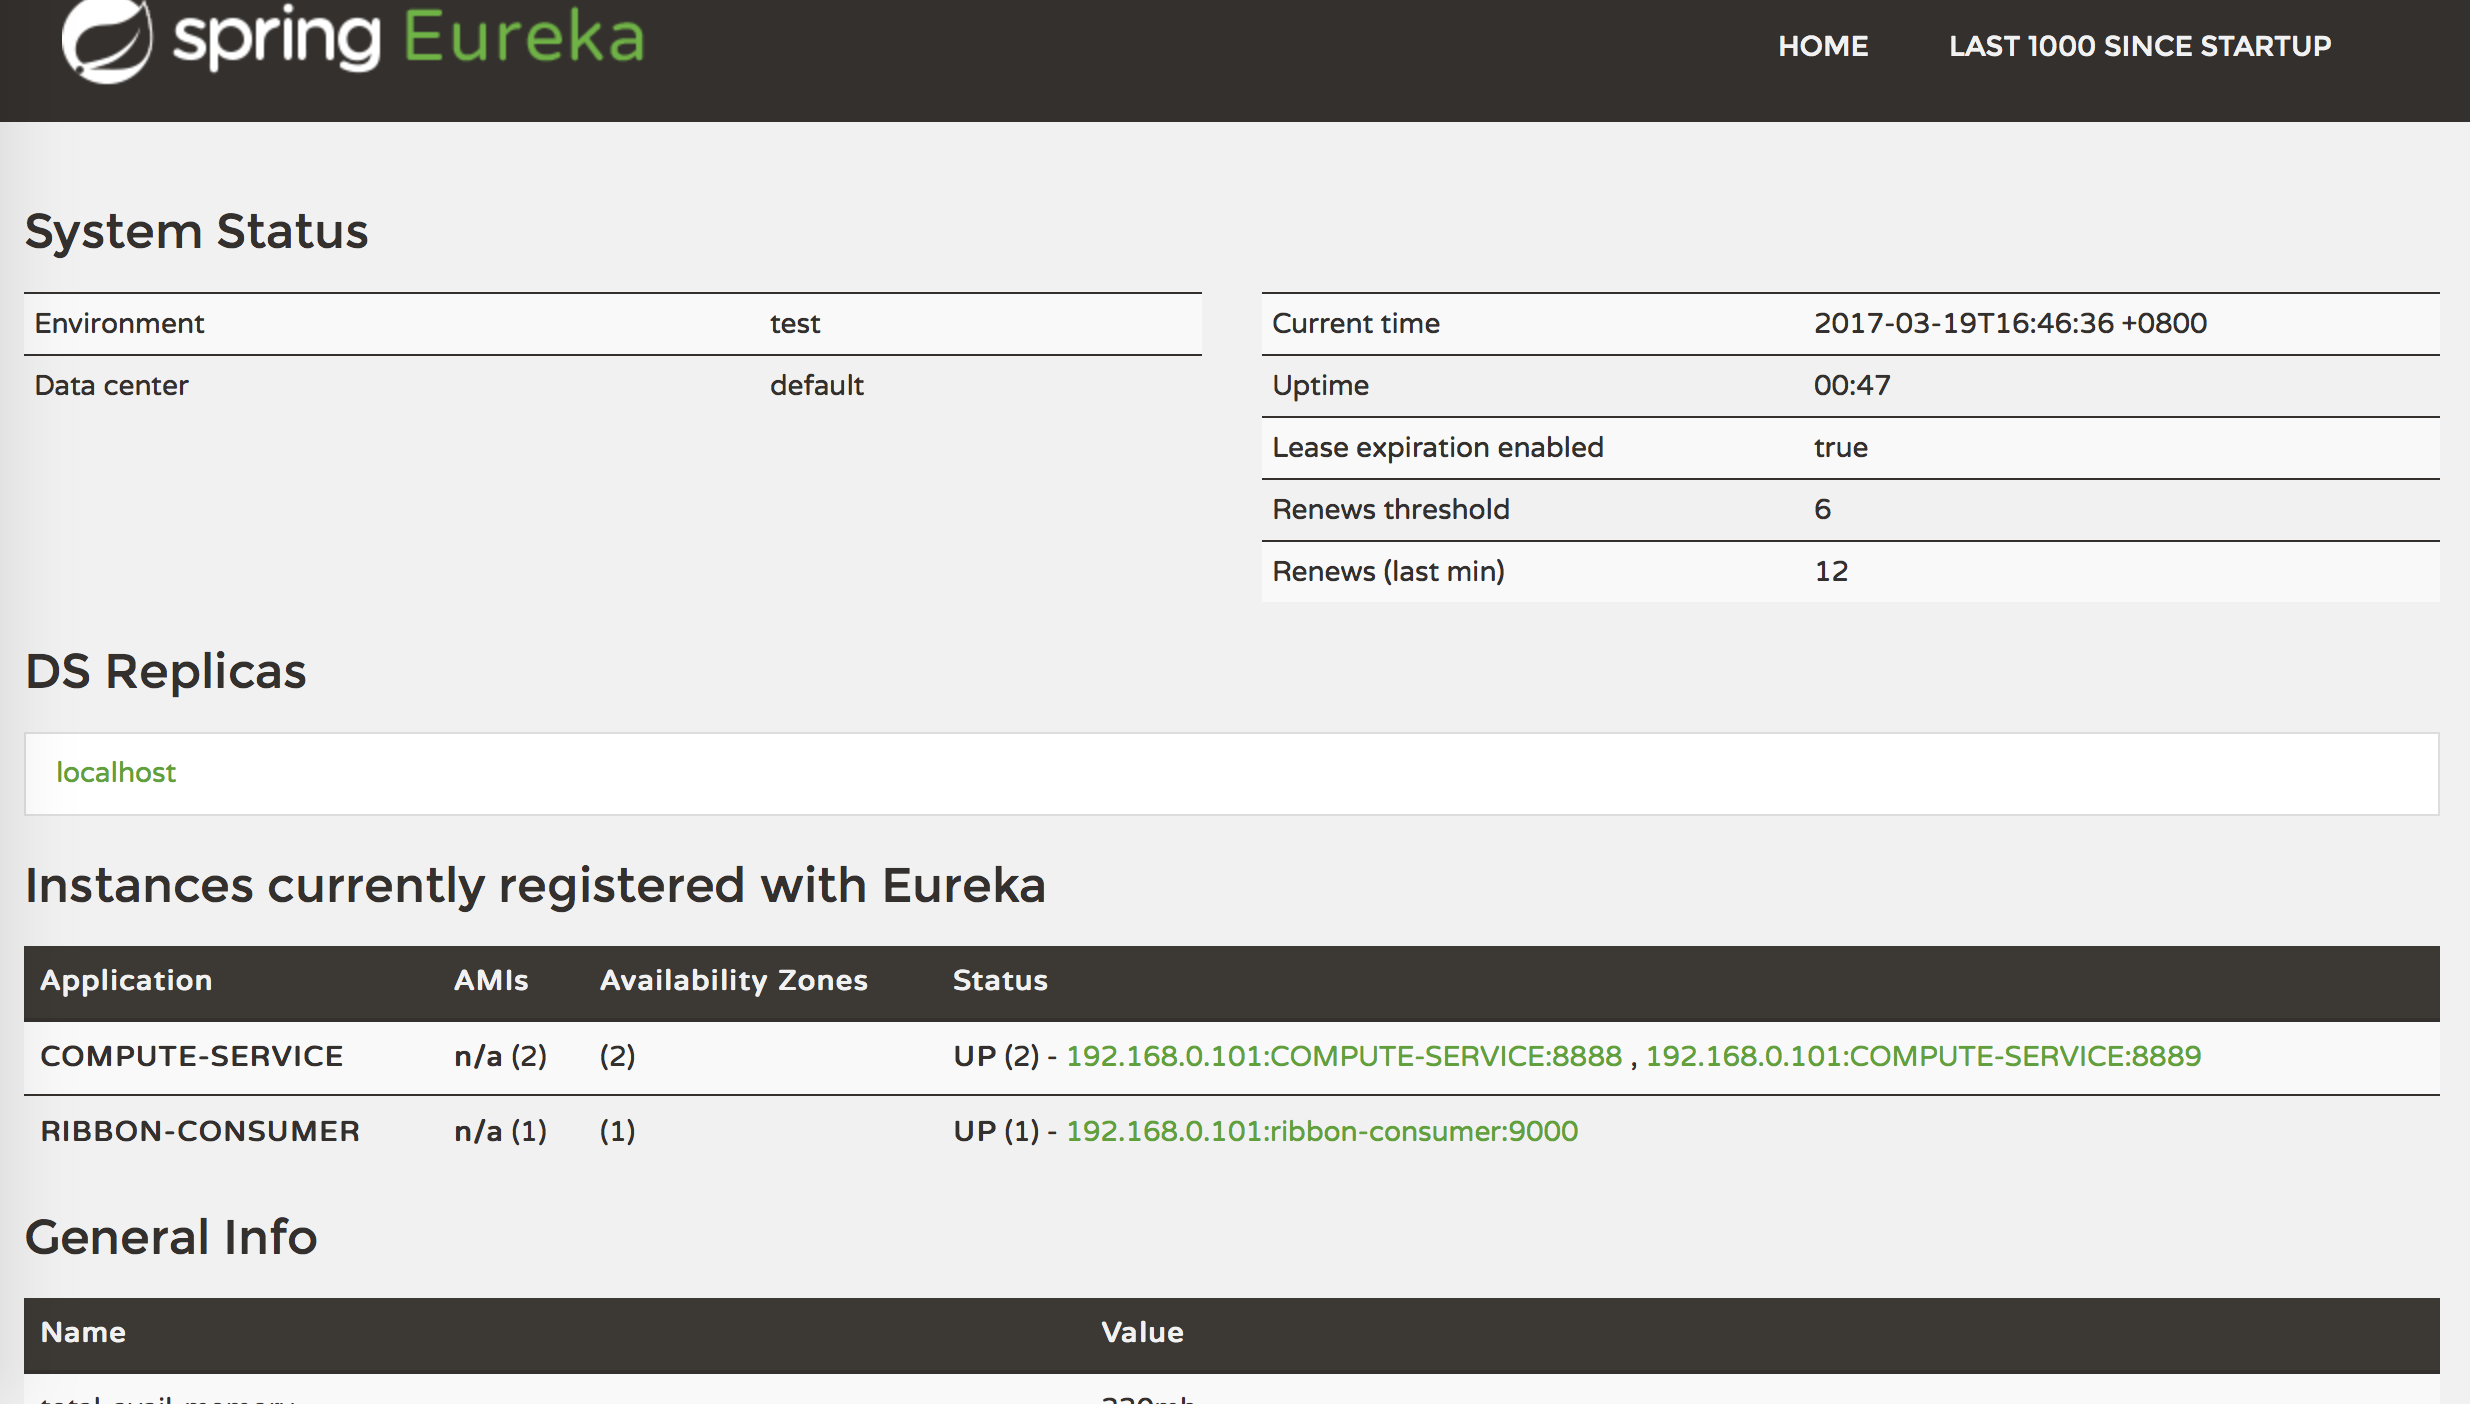 spring Eureka
HOME LAST 1000 SINCE STARTUP
System Status
Environment test
Data center default
Current time 2017-03-19T16:46:36 +0800
Uptime 00:47
Lease expiration enabled true
Renews threshold 6
Renews (last min) 12
DS Replicas
localhost
Instances currently registered with Eureka
Application AMIs Availability Zones Status
COMPUTE-SERVICE n/a (2) (2) UP (2) - 192.168.0.101:COMPUTE-SERVICE:8888 , 192.168.0.101:COMPUTE-SERVICE:8889
RIBBON-CONSUMER n/a (1) (1) UP (1) - 192.168.0.101:ribbon-consumer:9000
General Info
Name Value